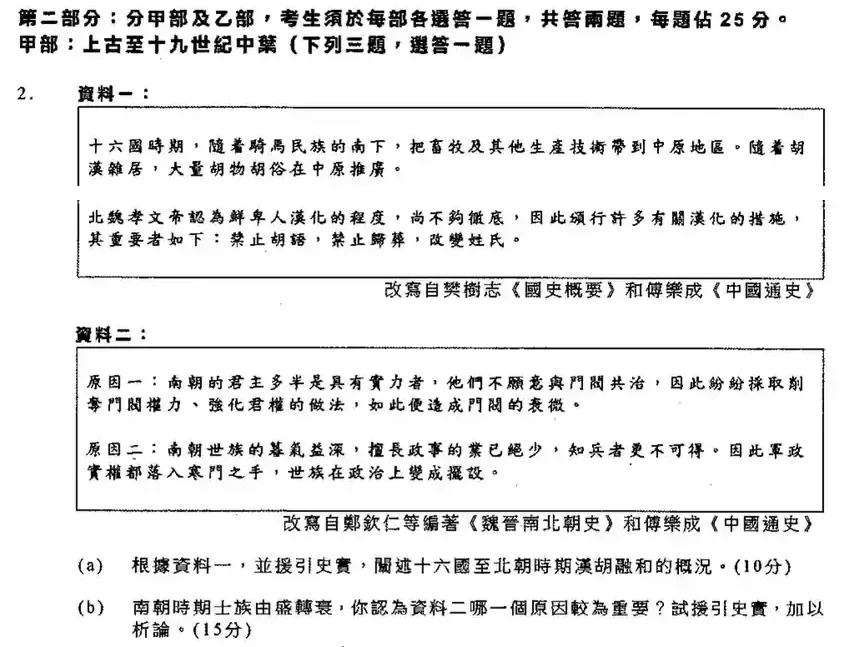 第二部分：分甲部及乙部，考生須於每部各選答一題，共答兩題，每題佔 25 分。
甲部：上古至十九世紀中葉（下列三題，選答一題）
2. 資料一：
十六國時期，隨着騎馬民族的南下，把畜牧及其他生產技術帶到中原地區。隨着胡
漢雜居，大量胡物胡俗在中原推廣。
北魏孝文帝認為鮮卑人漢化的程度，尚不夠徹底，因此頒行許多有關漢化的措施，
其重要者如下：禁止胡語，禁止歸葬，改變姓氏。
改寫自樊樹志《國史概要》和傅樂成《中國通史》
資料二：
原因一：南朝的君主多半是具有實力者，他們不願意與門閥共治，因此紛紛採取削
奪門閥權力、強化君權的做法，如此便造成門閥的衰微。
原因二：南朝世族的暮氣益深，擅長政事的業已絕少，知兵者更不可得。因此軍政
實權都落入寒門之手，世族在政治上變成擺設。
改寫自鄭欽仁等編著《魏晉南北朝史》和傅樂成《中國通史》
(a) 根據資料一，並援引史實，闡述十六國至北朝時期漢胡融和的概況。(10分)
(b) 南朝時期士族由盛轉衰，你認為資料二哪一個原因較為重要？試援引史實，加以
析論。(15分)